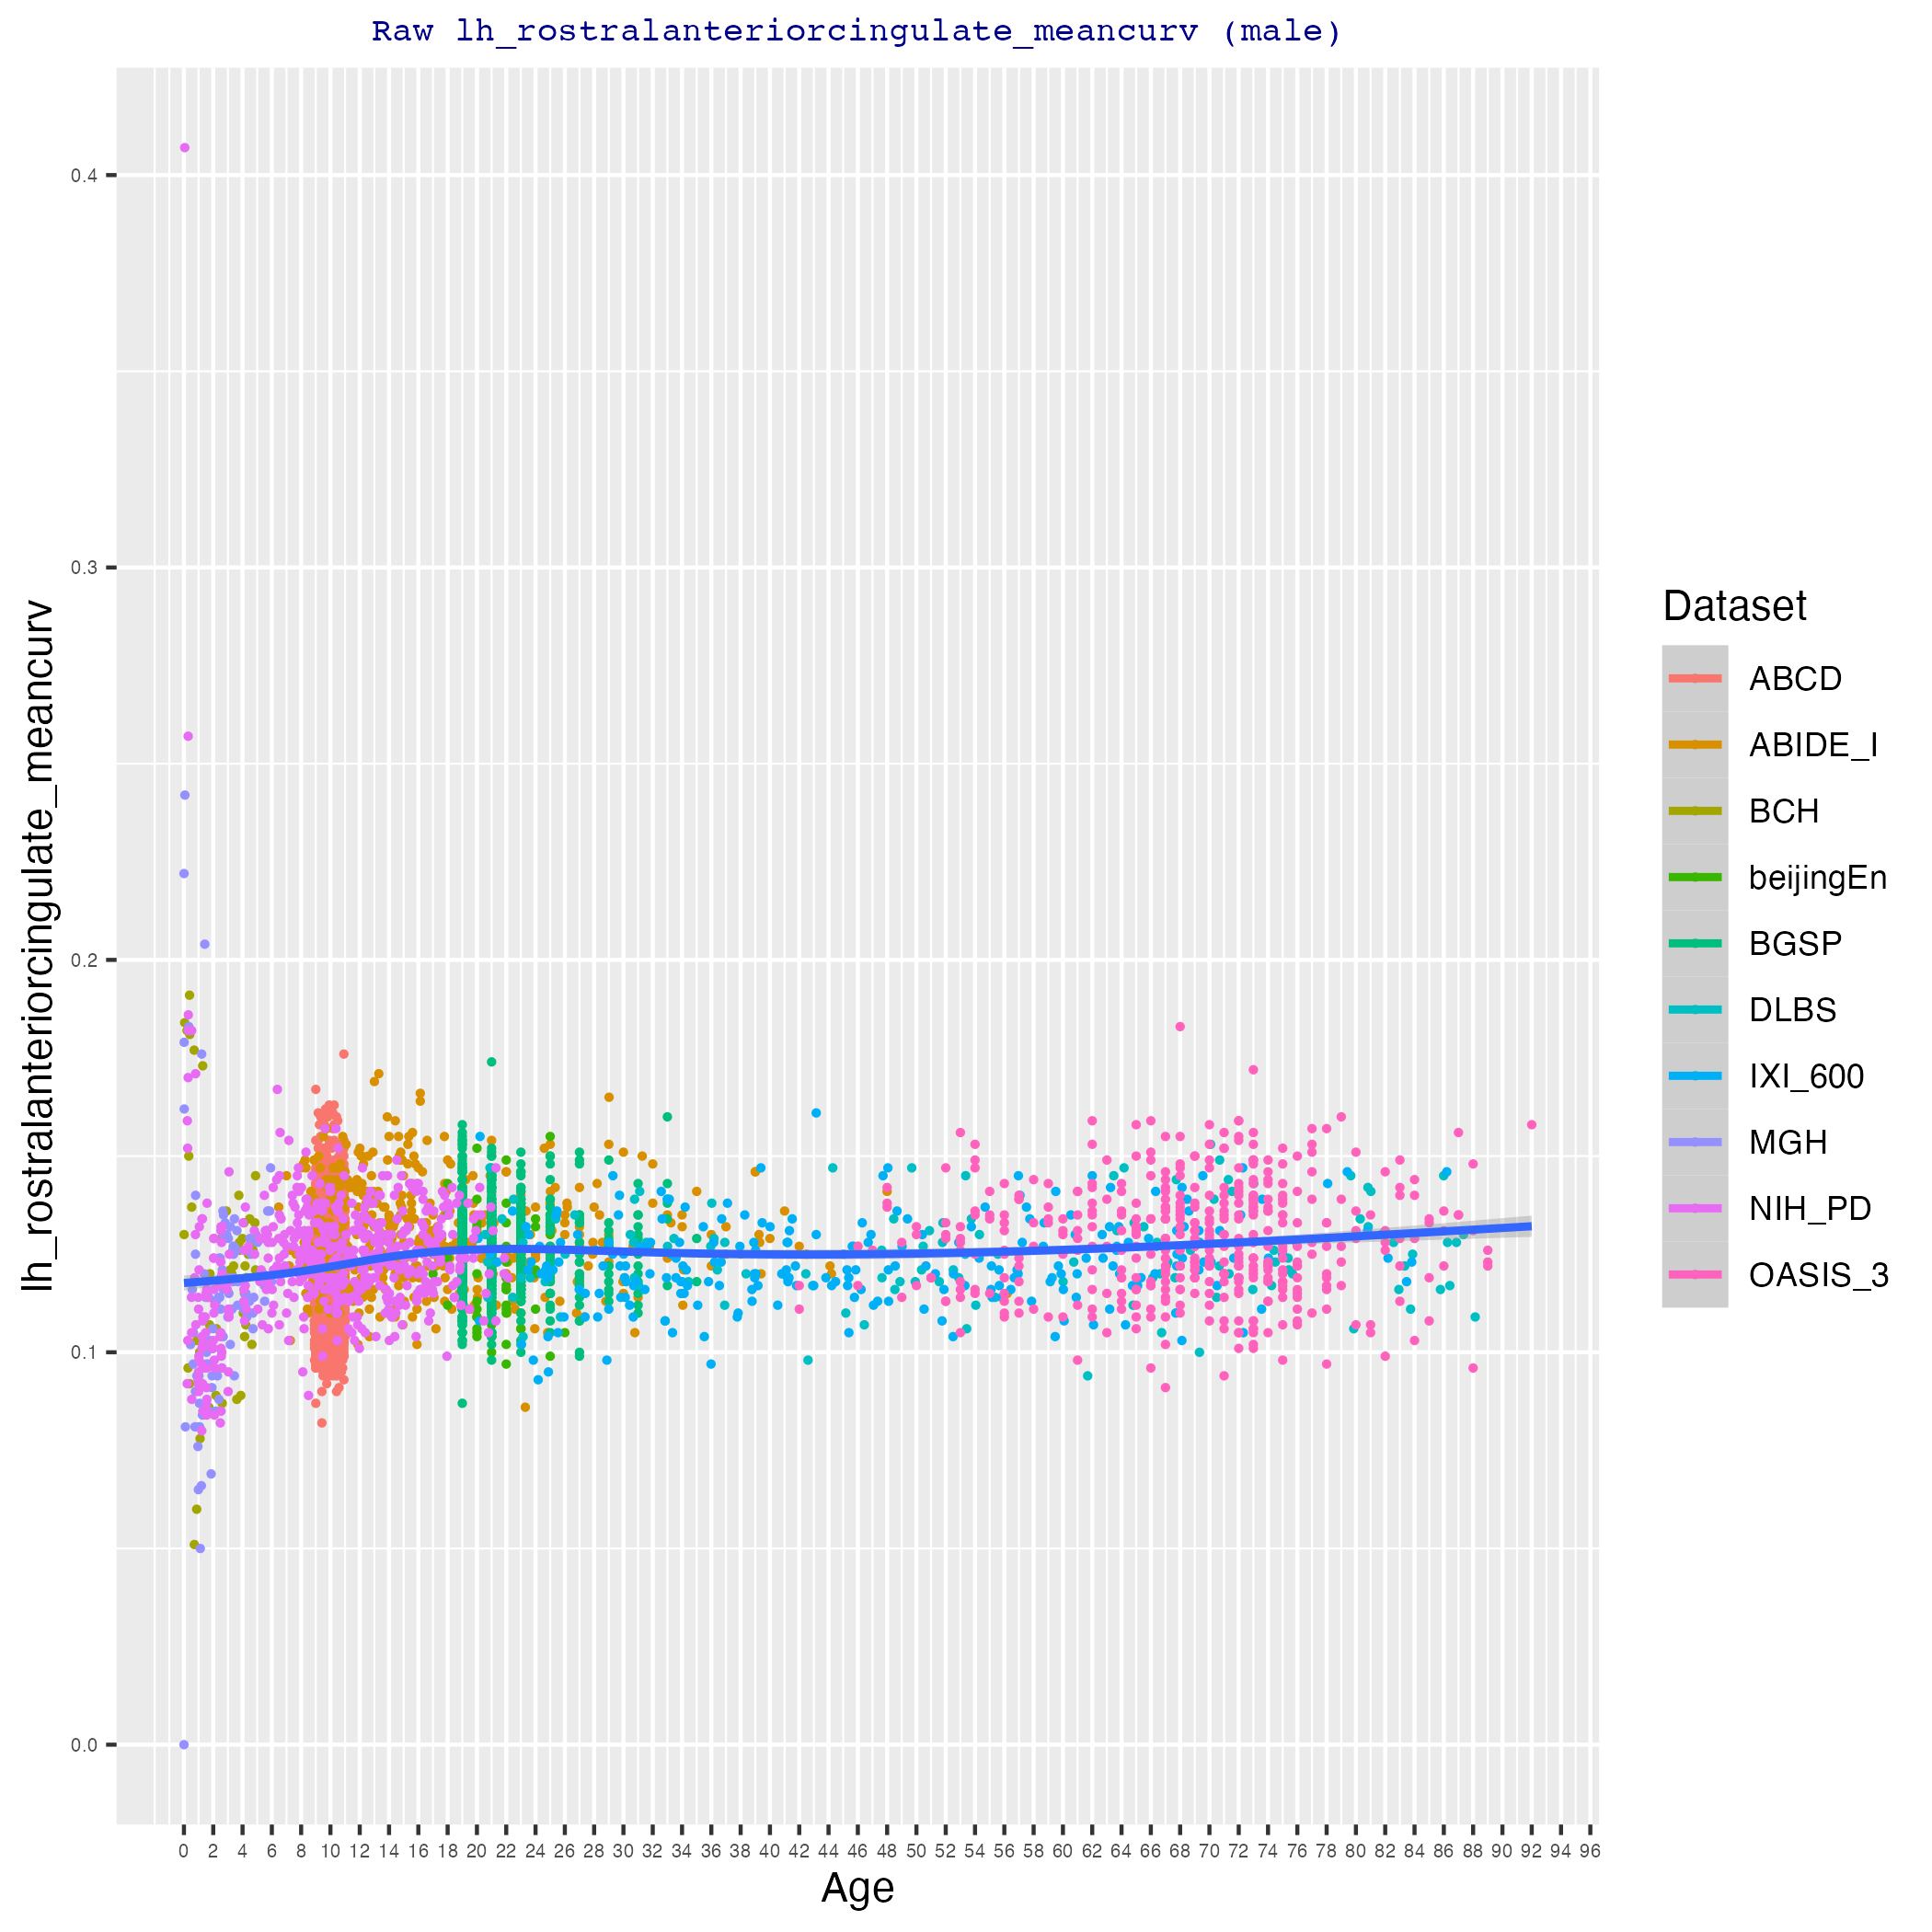 Raw lh_rostralanteriorcingulate_meancurv (male)
lh_rostralanteriorcingulate_meancurv
0.4
0.3
0.2
0.1
0.0
0 2 4 6 8 10 12 14 16 18 20 22 24 26 28 30 32 34 36 38 40 42 44 46 48 50 52 54 56 58 60 62 64 66 68 70 72 74 76 78 80 82 84 86 88 90 92 94 96
Age
Dataset
ABCD
ABIDE_I
BCH
beijingEn
BGSP
DLBS
IXI_600
MGH
NIH_PD
OASIS_3